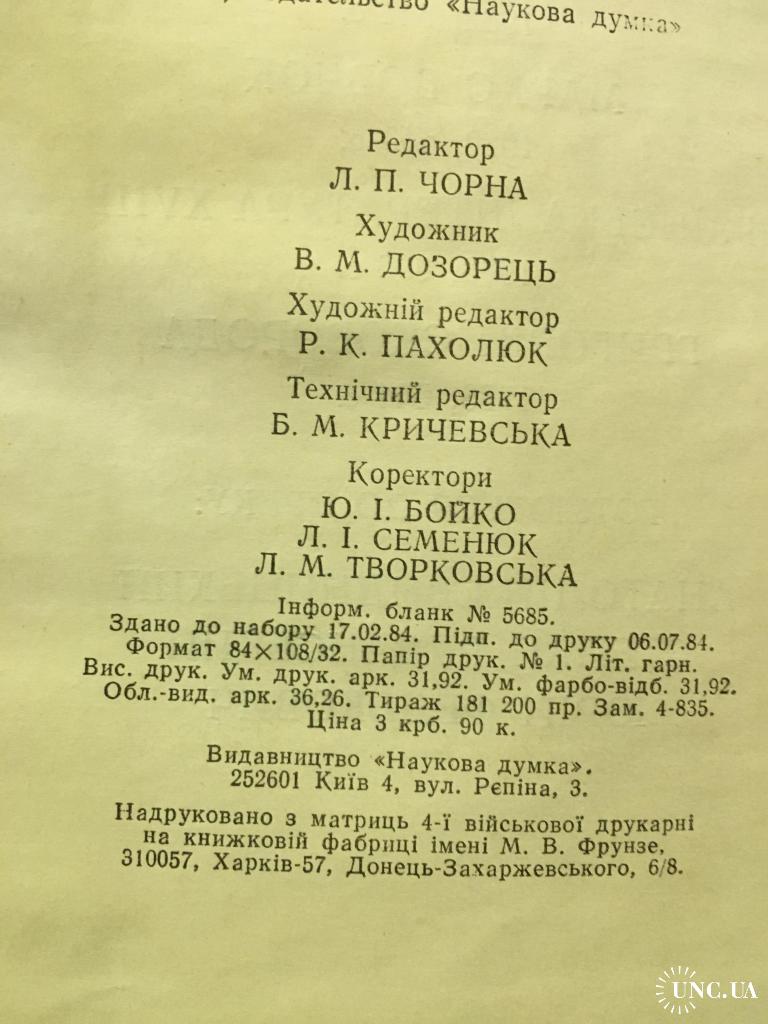 «Наукова думка»
Редактор
Л. П. ЧОРНА
Художник
В. М. ДОЗОРЕЦЬ
Художній редактор
Р. К. ПАХОЛЮК
Технічний редактор
Б. М. КРИЧЕВСЬКА
Коректори
Ю. І. БОЙКО
Л. І. СЕМЕНЮК
Л. М. ТВОРКОВСЬКА
Інформ. бланк № 5685.
Здано до набору 17.02.84. Підп. до друку 06.07.84.
Формат 84×108/32. Папір друк. № 1. Літ. гарн.
Вис. друк. Ум. друк. арк. 31,92. Ум. фарбо-відб. 31,92.
Обл.-вид. арк. 36,26. Тираж 181 200 пр. Зам. 4-835.
Ціна 3 крб. 90 к.
Видавництво «Наукова думка».
252601 Київ 4, вул. Рєпіна, 3.
Надруковано з матриць 4-ї військової друкарні
на книжковій фабриці імені М. В. Фрунзе,
310057, Харків-57, Донець-Захаржевського, 6/8.
UNC.UA